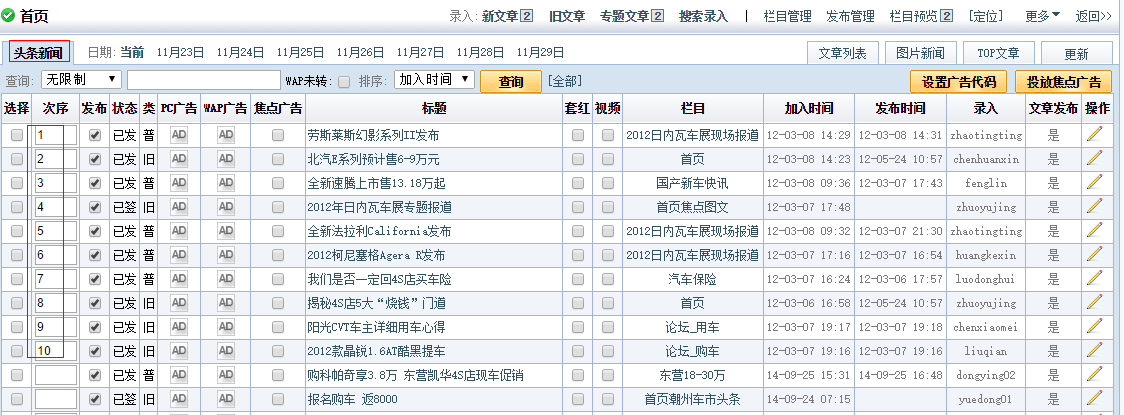 首页 录入: 新文章 2 旧文章 专题文章 2 搜索录入 | 栏目管理 发布管理 栏目预览 2 [定位] 更多 返回>>
头条新闻 日期: 当前 11月23日 11月24日 11月25日 11月26日 11月27日 11月28日 11月29日 文章列表 图片新闻 TOP文章 更新
查询: 无限制 WAP未转: 排序: 加入时间 查询 [全部] 设置广告代码 投放焦点广告
选择 次序 发布 状态 类 PC广告 WAP广告 焦点广告 标题 套红 视频 栏目 加入时间 发布时间 录入 文章发布 操作
1 已发 普 AD AD 劳斯莱斯幻影系列II发布 2012日内瓦车展现场报道 12-03-08 14:29 12-03-08 14:31 zhaotingting 是
2 已发 旧 AD AD 北汽E系列预计售6-9万元 首页 12-03-08 14:23 12-05-24 10:57 chenhuanxin 是
3 已发 普 AD AD 全新速腾上市售13.18万起 国产新车快讯 12-03-08 09:36 12-03-07 17:43 fenglin 是
4 已签 旧 AD AD 2012年日内瓦车展专题报道 首页焦点图文 12-03-07 17:48 zhuoyujing 是
5 已发 普 AD AD 全新法拉利California发布 2012日内瓦车展现场报道 12-03-08 09:32 12-03-07 21:30 zhaotingting 是
6 已发 普 AD AD 2012柯尼塞格Agera R发布 2012日内瓦车展现场报道 12-03-07 17:16 12-03-07 16:54 huangkexin 是
7 已发 普 AD AD 我们是否一定回4S店买车险 汽车保险 12-03-07 16:24 12-03-06 17:57 luodonghui 是
8 已发 旧 AD AD 揭秘4S店5大“烧钱”门道 首页 12-03-06 16:58 12-05-24 10:57 zhuoyujing 是
9 已发 旧 AD AD 阳光CVT车主详细用车心得 论坛_用车 12-03-07 19:17 12-03-07 19:18 chenxiaomei 是
10 已发 旧 AD AD 2012款晶锐1.6AT酷黑提车 论坛_购车 12-03-07 19:16 12-03-07 19:16 liuqian 是
已发 普 AD AD 购科帕奇享3.8万 东营凯华4S店现车促销 东营18-30万 14-09-25 15:31 14-09-25 16:48 dongying02 是
已签 旧 AD AD 报名购车 返8000 首页潮州车市头条 14-09-24 07:15 yuedong01 是